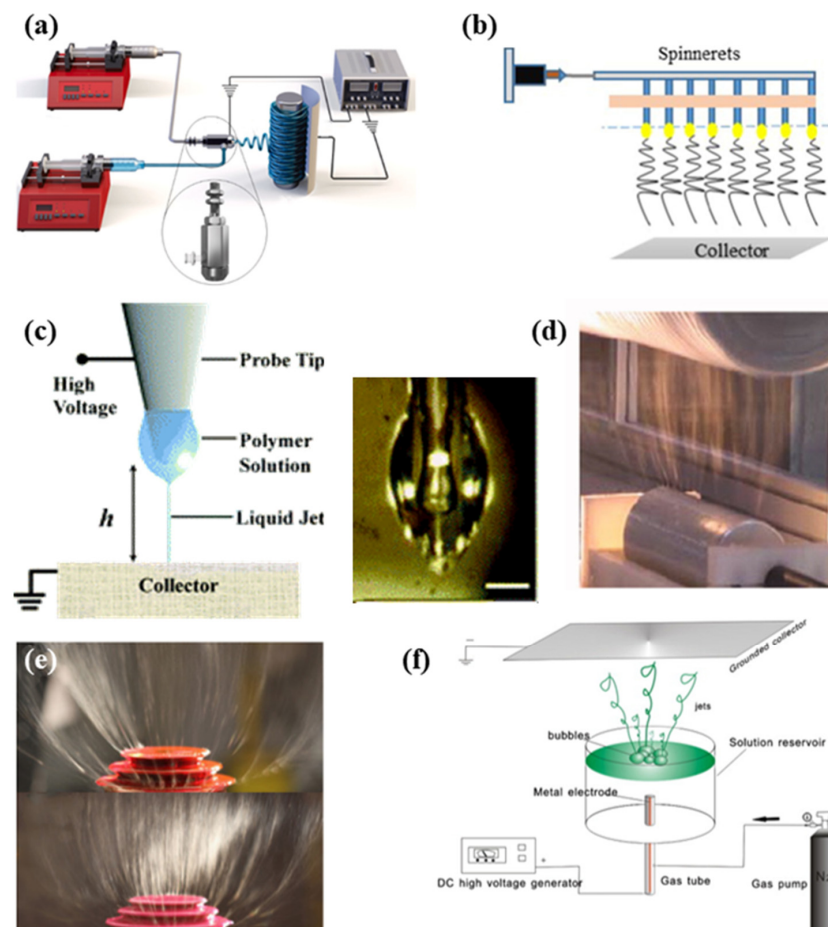 (a)
(b)
Spinnerets
Collector
(c)
High
Voltage
Probe Tip
Polymer
Solution
h
Liquid Jet
Collector
(d)
(e)
(f)
Grounded collector
jets
bubbles
Solution reservoir
Metal electrode
DC high voltage generator
+
Gas tube
Gas pump